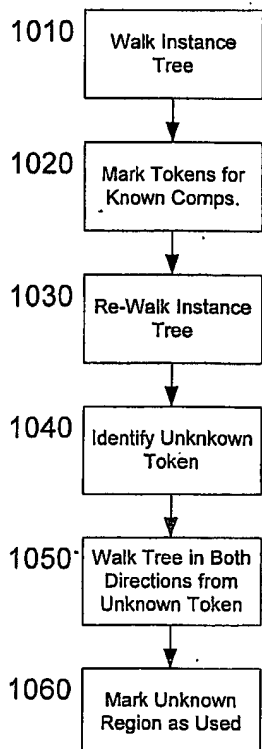 1010
Walk Instance
Tree
1020
Mark Tokens for
Known Comps.
1030
Re-Walk Instance
Tree
1040
Identify Unknkown
Token
1050
Walk Tree in Both
Directions from
Unknown Token
1060
Mark Unknown
Region as Used